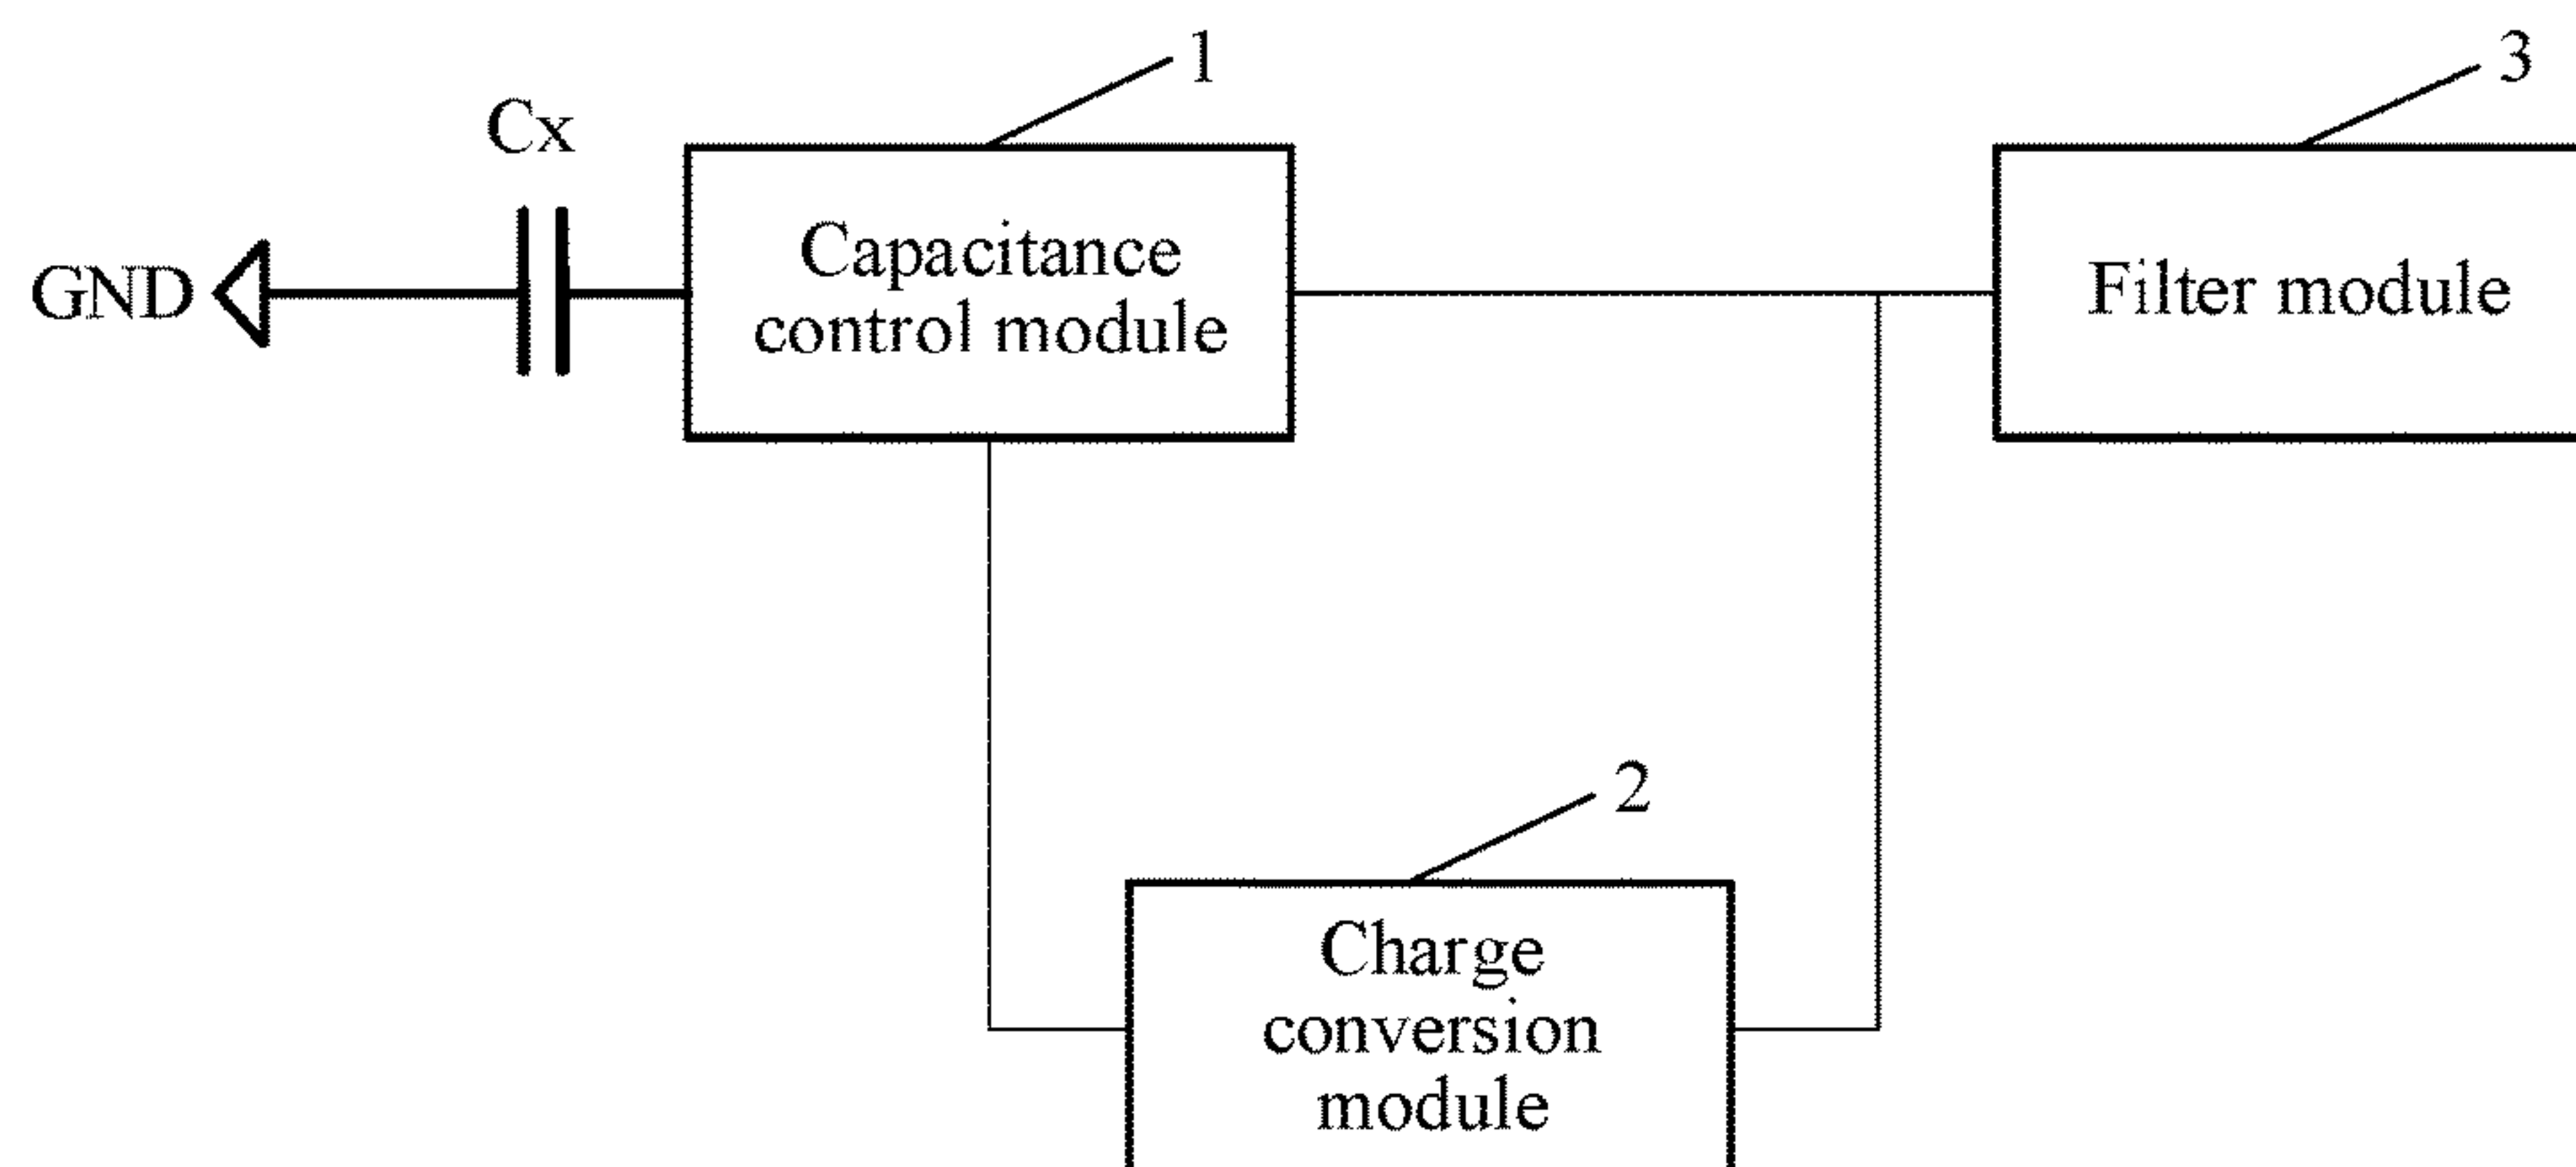 1
3
Cx
GND
Capacitance
control module
Filter module
2
Charge
conversion
module